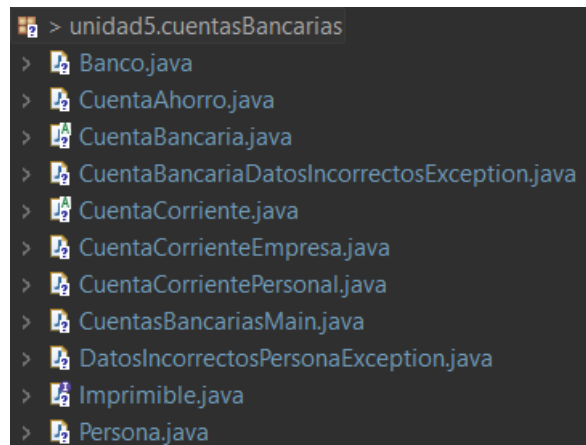 > unidad5.cuentasBancarias
> Banco.java
> CuentaAhorro.java
> CuentaBancaria.java
> CuentaBancariaDatosIncorrectosException.java
> CuentaCorriente.java
> CuentaCorrienteEmpresa.java
> CuentaCorrientePersonal.java
> CuentasBancariasMain.java
> DatosIncorrectosPersonaException.java
> Imprimible.java
> Persona.java